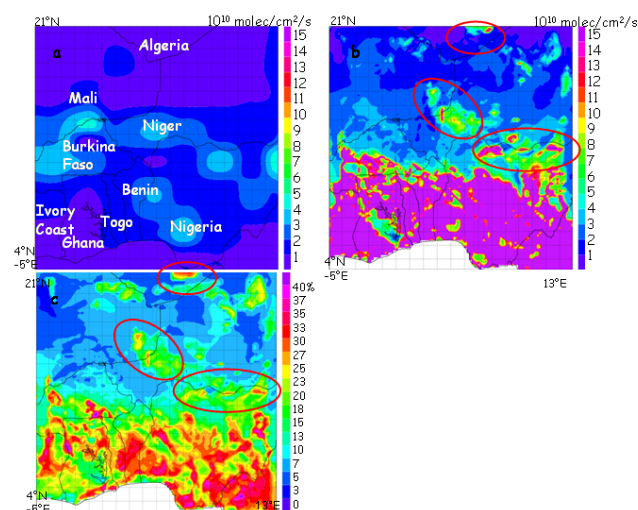 21°N 10¹⁰ molec/cm²/s
a
Algeria
Mali
Niger
Burkina
Faso
Benin
Ivory
Coast
Togo
Ghana
Nigeria
4°N
-5°E
15
14
13
12
11
10
9
8
7
6
5
4
3
2
1
21°N 10¹⁰ molec/cm²/s
b
4°N
-5°E 13°E
15
14
13
12
11
10
9
8
7
6
5
4
3
2
1
21°N
c
4°N
-5°E 13°E
40%
37
35
33
30
27
25
23
20
18
15
13
10
7
5
3
0